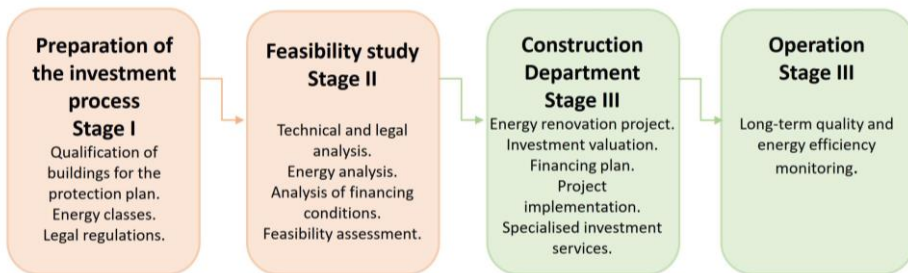 Preparation of
the investment
process
Stage I
Qualification of
buildings for the
protection plan.
Energy classes.
Legal regulations.
Feasibility study
Stage II
Technical and legal
analysis.
Energy analysis.
Analysis of financing
conditions.
Feasibility assessment.
Construction
Department
Stage III
Energy renovation project.
Investment valuation.
Financing plan.
Project
implementation.
Specialised investment
services.
Operation
Stage III
Long-term quality and
energy efficiency
monitoring.